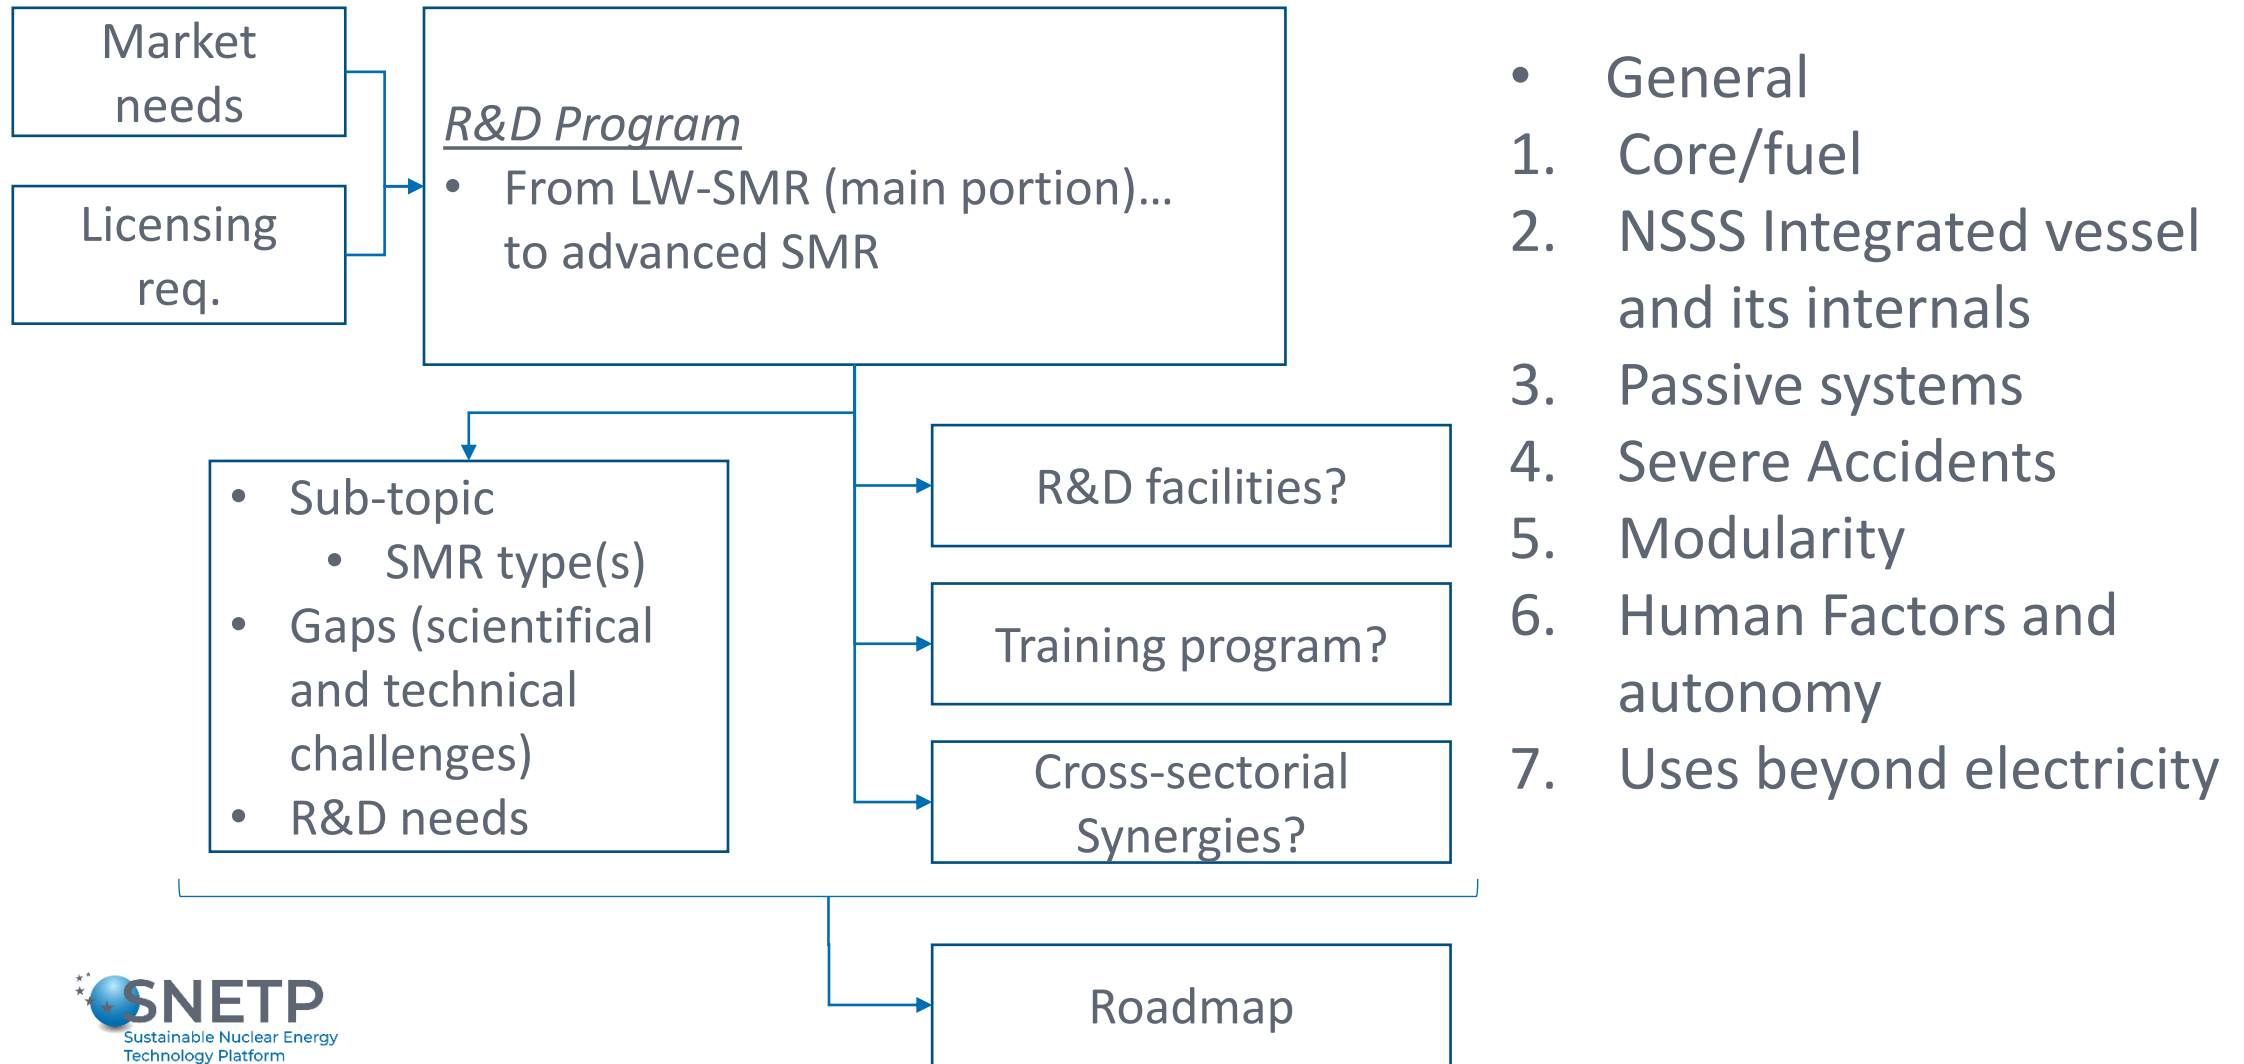 Market
needs
Licensing
req.
R&D Program
• From LW-SMR (main portion)…
to advanced SMR
• Sub-topic
• SMR type(s)
• Gaps (scientifical
and technical
challenges)
• R&D needs
R&D facilities?
Training program?
Cross-sectorial
Synergies?
Roadmap
• General
1. Core/fuel
2. NSSS Integrated vessel
and its internals
3. Passive systems
4. Severe Accidents
5. Modularity
6. Human Factors and
autonomy
7. Uses beyond electricity
SNETP
Sustainable Nuclear Energy
Technology Platform